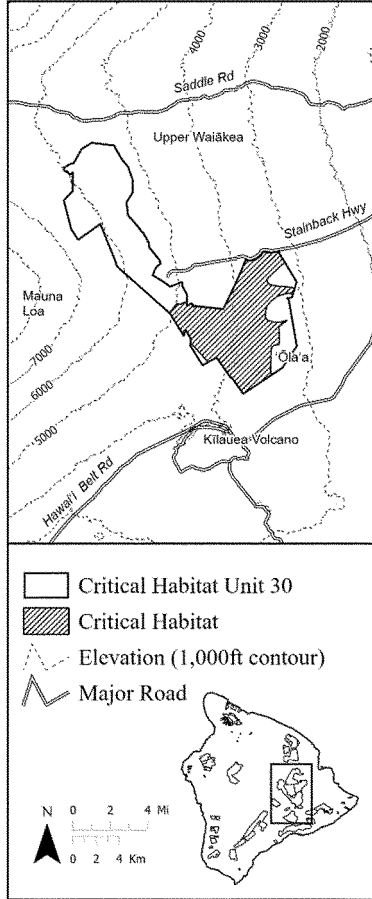 4000
3000
2000
Saddle Rd
Upper Waiākea
Stainback Hwy
Mauna
Loa
7000
6000
5000
ʻŌlaʻa
Kīlauea Volcano
Hawaiʻi Belt Rd
Critical Habitat Unit 30
Critical Habitat
Elevation (1,000ft contour)
Major Road
N
0 2 4 Mi
0 2 4 Km